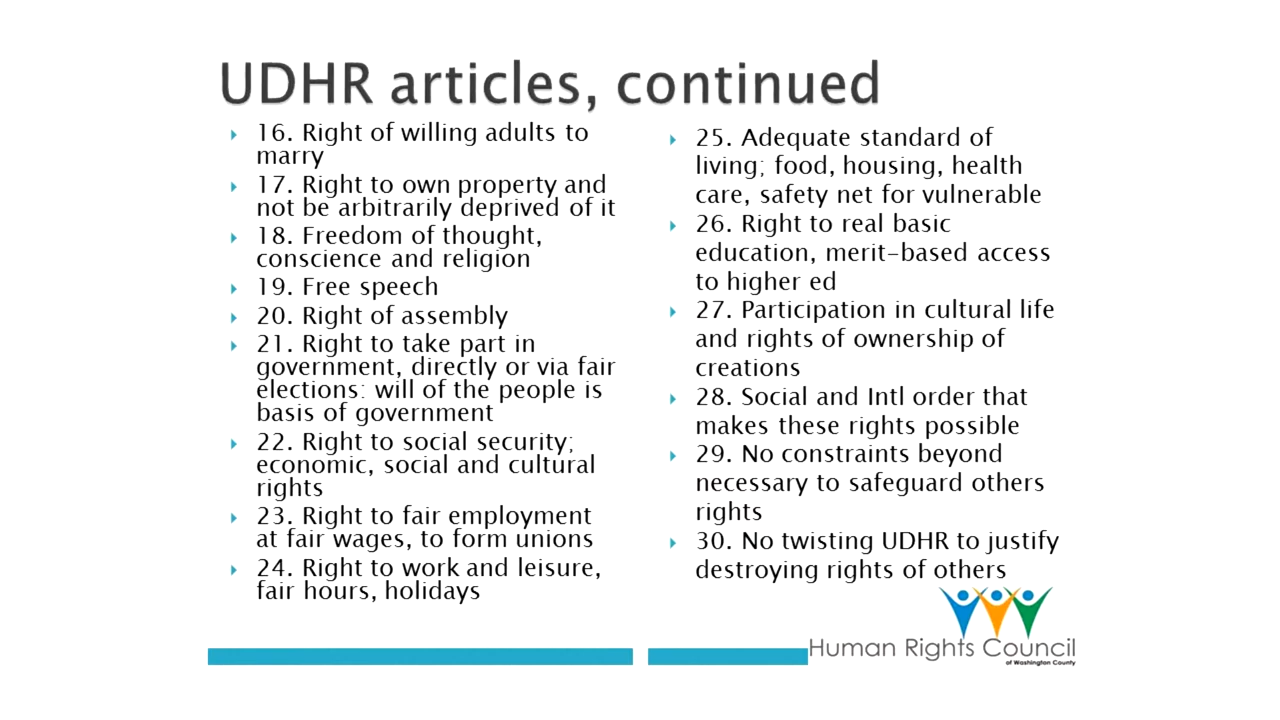 UDHR articles, continued
16. Right of willing adults to
marry
17. Right to own property and
not be arbitrarily deprived of it
18. Freedom of thought,
conscience and religion
19. Free speech
20. Right of assembly
21. Right to take part in
government, directly or via fair
elections: will of the people is
basis of government
22. Right to social security;
economic, social and cultural
rights
23. Right to fair employment
at fair wages, to form unions
24. Right to work and leisure,
fair hours, holidays
25. Adequate standard of
living; food, housing, health
care, safety net for vulnerable
26. Right to real basic
education, merit-based access
to higher ed
27. Participation in cultural life
and rights of ownership of
creations
28. Social and Intl order that
makes these rights possible
29. No constraints beyond
necessary to safeguard others
rights
30. No twisting UDHR to justify
destroying rights of others
Human Rights Council
of Washington County